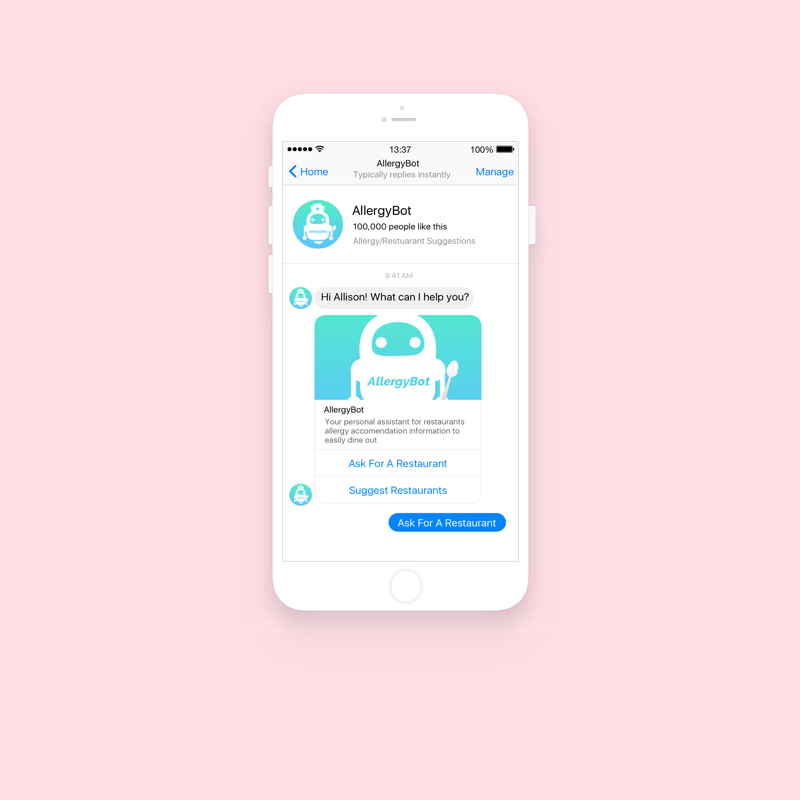 13:37
100%
Home
AllergyBot
Typically replies instantly
Manage
AllergyBot
AllergyBot
100,000 people like this
Allergy/Restuarant Suggestions
9:41 AM
Hi Allison! What can I help you?
AllergyBot
AllergyBot
Your personal assistant for restaurants
allergy accomendation information to
easily dine out
Ask For A Restaurant
Suggest Restaurants
Ask For A Restaurant